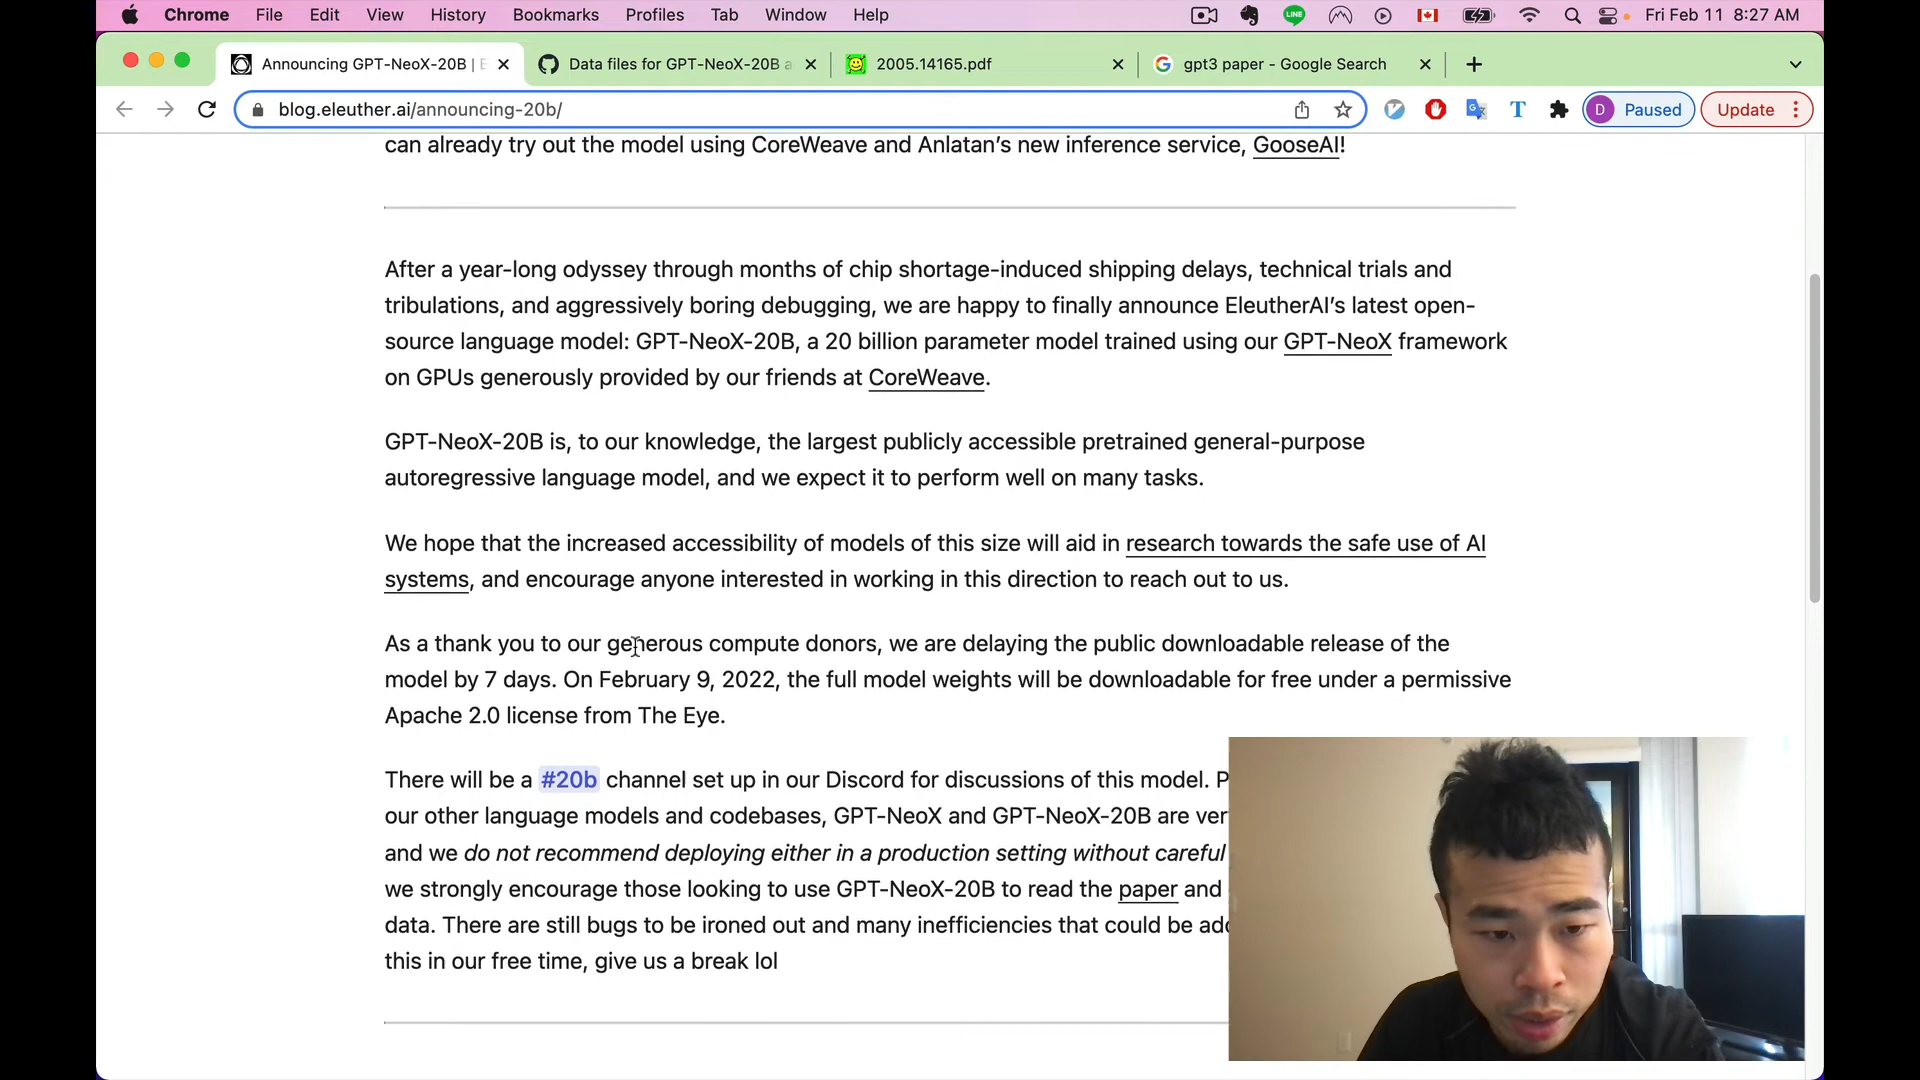 Chrome File Edit View History Bookmarks Profiles Tab Window Help LINE Fri Feb 11 8:27 AM
Announcing GPT-NeoX-20B | E Data files for GPT-NeoX-20B a 2005.14165.pdf gpt3 paper - Google Search
blog.eleuther.ai/announcing-20b/ T D Paused Update
can already try out the model using CoreWeave and Anlatan’s new inference service, GooseAI!
After a year-long odyssey through months of chip shortage-induced shipping delays, technical trials and
tribulations, and aggressively boring debugging, we are happy to finally announce EleutherAI’s latest open-
source language model: GPT-NeoX-20B, a 20 billion parameter model trained using our GPT-NeoX framework
on GPUs generously provided by our friends at CoreWeave.
GPT-NeoX-20B is, to our knowledge, the largest publicly accessible pretrained general-purpose
autoregressive language model, and we expect it to perform well on many tasks.
We hope that the increased accessibility of models of this size will aid in research towards the safe use of AI
systems, and encourage anyone interested in working in this direction to reach out to us.
As a thank you to our generous compute donors, we are delaying the public downloadable release of the
model by 7 days. On February 9, 2022, the full model weights will be downloadable for free under a permissive
Apache 2.0 license from The Eye.
There will be a #20b channel set up in our Discord for discussions of this model. P
our other language models and codebases, GPT-NeoX and GPT-NeoX-20B are ver
and we do not recommend deploying either in a production setting without careful
we strongly encourage those looking to use GPT-NeoX-20B to read the paper and
data. There are still bugs to be ironed out and many inefficiencies that could be add
this in our free time, give us a break lol